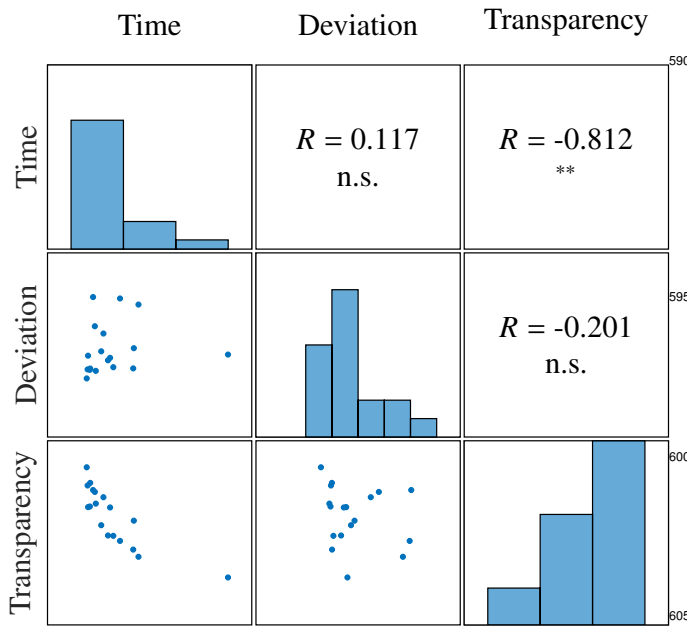 Time Deviation Transparency
590
Time
R = 0.117
n.s.
R = -0.812
**
Deviation
595
R = -0.201
n.s.
Transparency
600
605